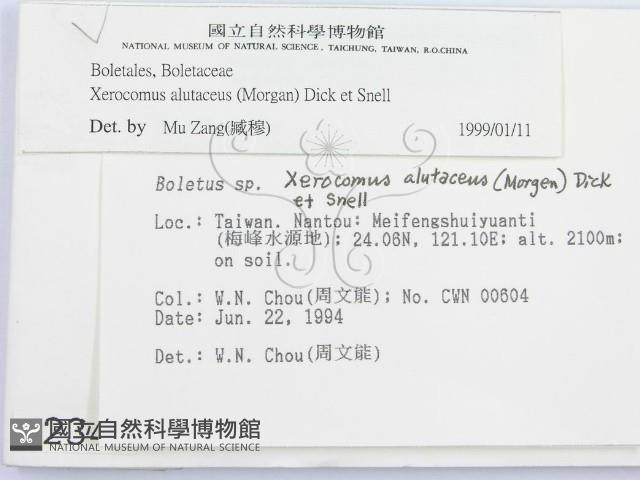 國立自然科學博物館
NATIONAL MUSEUM OF NATURAL SCIENCE, TAICHUNG, TAIWAN, R.O.CHINA
Boletales, Boletaceae
Xerocomus alutaceus (Morgan) Dick et Snell
Det. by Mu Zang(臧穆) 1999/01/11
Boletus sp. Xerocomus alutaceus (Morgen) Dick
et Snell
Loc.: Taiwan. Nantou: Meifengshuiyuanti
(梅峰水源地); 24.06N, 121.10E; alt. 2100m;
on soil.
Col.: W.N. Chou(周文能); No. CWN 00604
Date: Jun. 22, 1994
Det.: W.N. Chou(周文能)
國立自然科學博物館
NATIONAL MUSEUM OF NATURAL SCIENCE